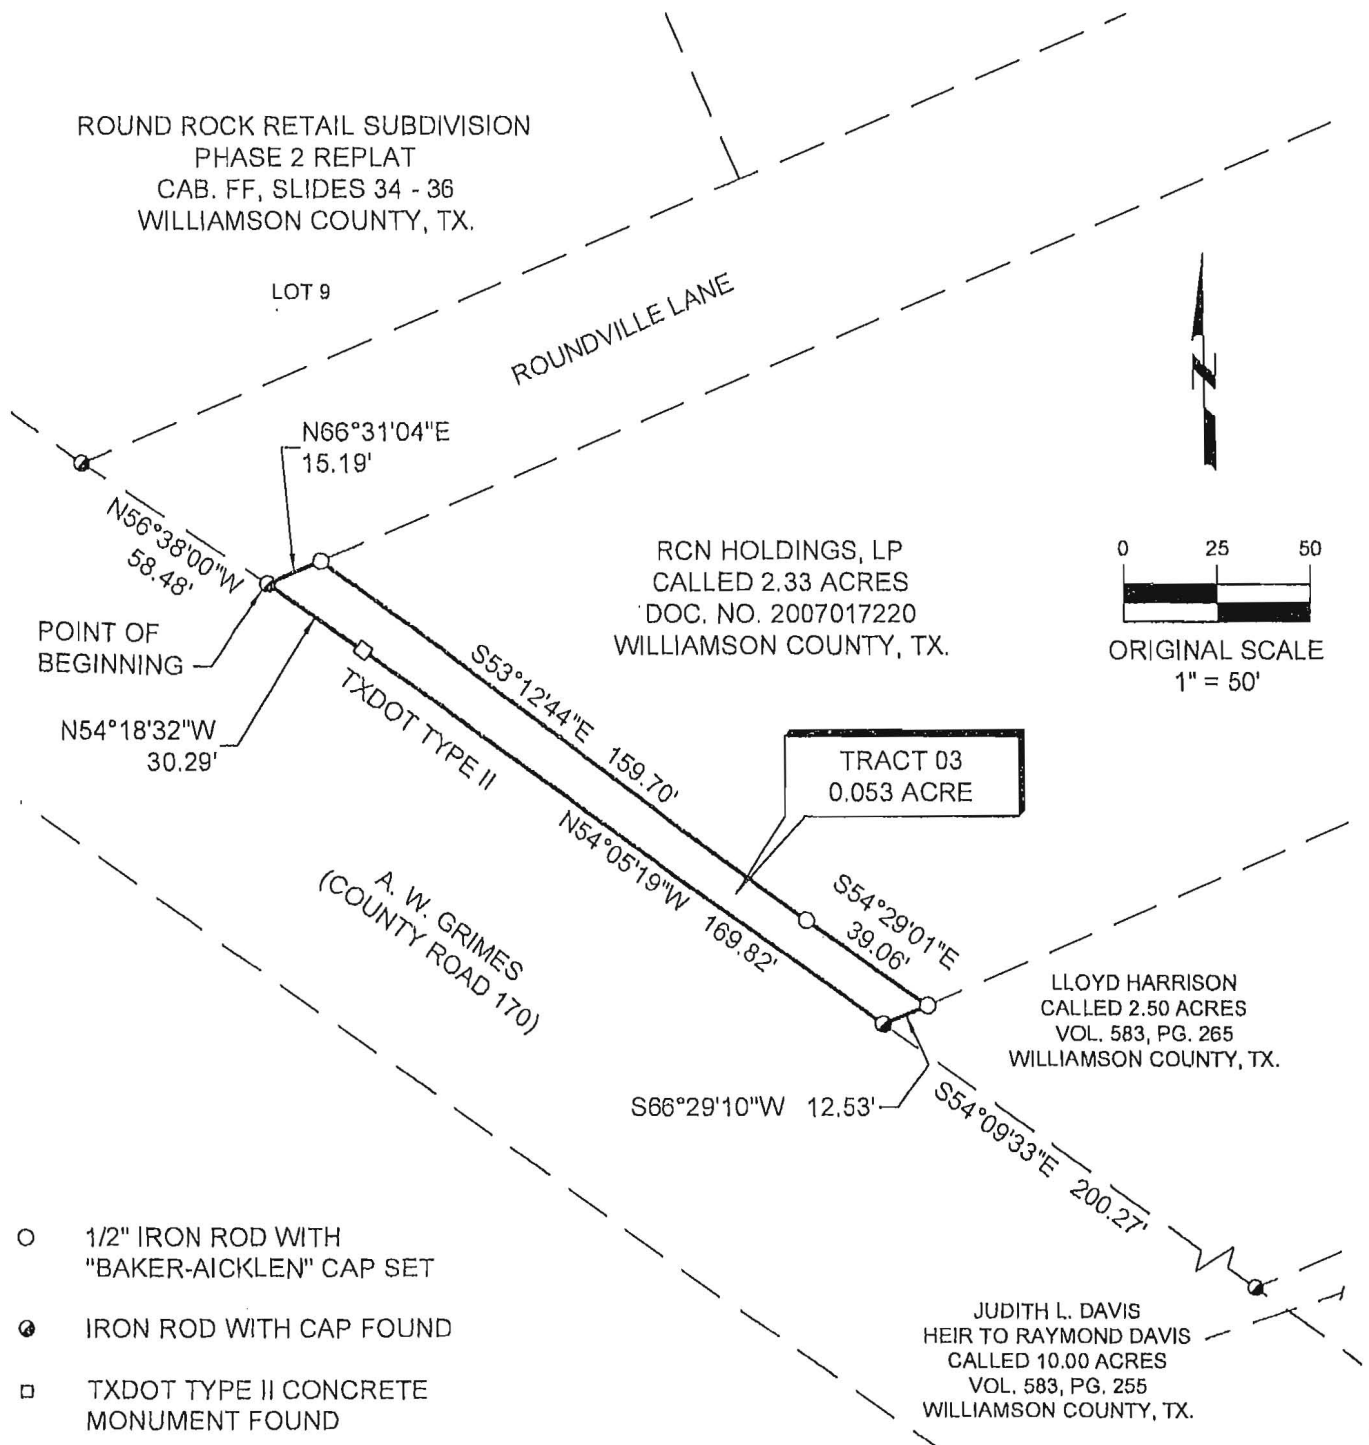 ROUND ROCK RETAIL SUBDIVISION
PHASE 2 REPLAT
CAB. FF, SLIDES 34 - 36
WILLIAMSON COUNTY, TX.
LOT 9
ROUNDVILLE LANE
N66°31'04"E
15.19'
N56°38'00"W
58.48'
RCN HOLDINGS, LP
CALLED 2.33 ACRES
DOC. NO. 2007017220
WILLIAMSON COUNTY, TX.
0 25 50
ORIGINAL SCALE
1" = 50'
POINT OF
BEGINNING
N54°18'32"W
30.29'
TXDOT TYPE II
S53°12'44"E 159.70'
TRACT 03
0.053 ACRE
N54°05'19"W 169.82'
S54°29'01"E
39.06'
A. W. GRIMES
(COUNTY ROAD 170)
LLOYD HARRISON
CALLED 2.50 ACRES
VOL. 583, PG. 265
WILLIAMSON COUNTY, TX.
S66°29'10"W 12.53'
S54°09'33"E 200.27'
1/2" IRON ROD WITH
"BAKER-AICKLEN" CAP SET
IRON ROD WITH CAP FOUND
TXDOT TYPE II CONCRETE
MONUMENT FOUND
JUDITH L. DAVIS
HEIR TO RAYMOND DAVIS
CALLED 10.00 ACRES
VOL. 583, PG. 255
WILLIAMSON COUNTY, TX.